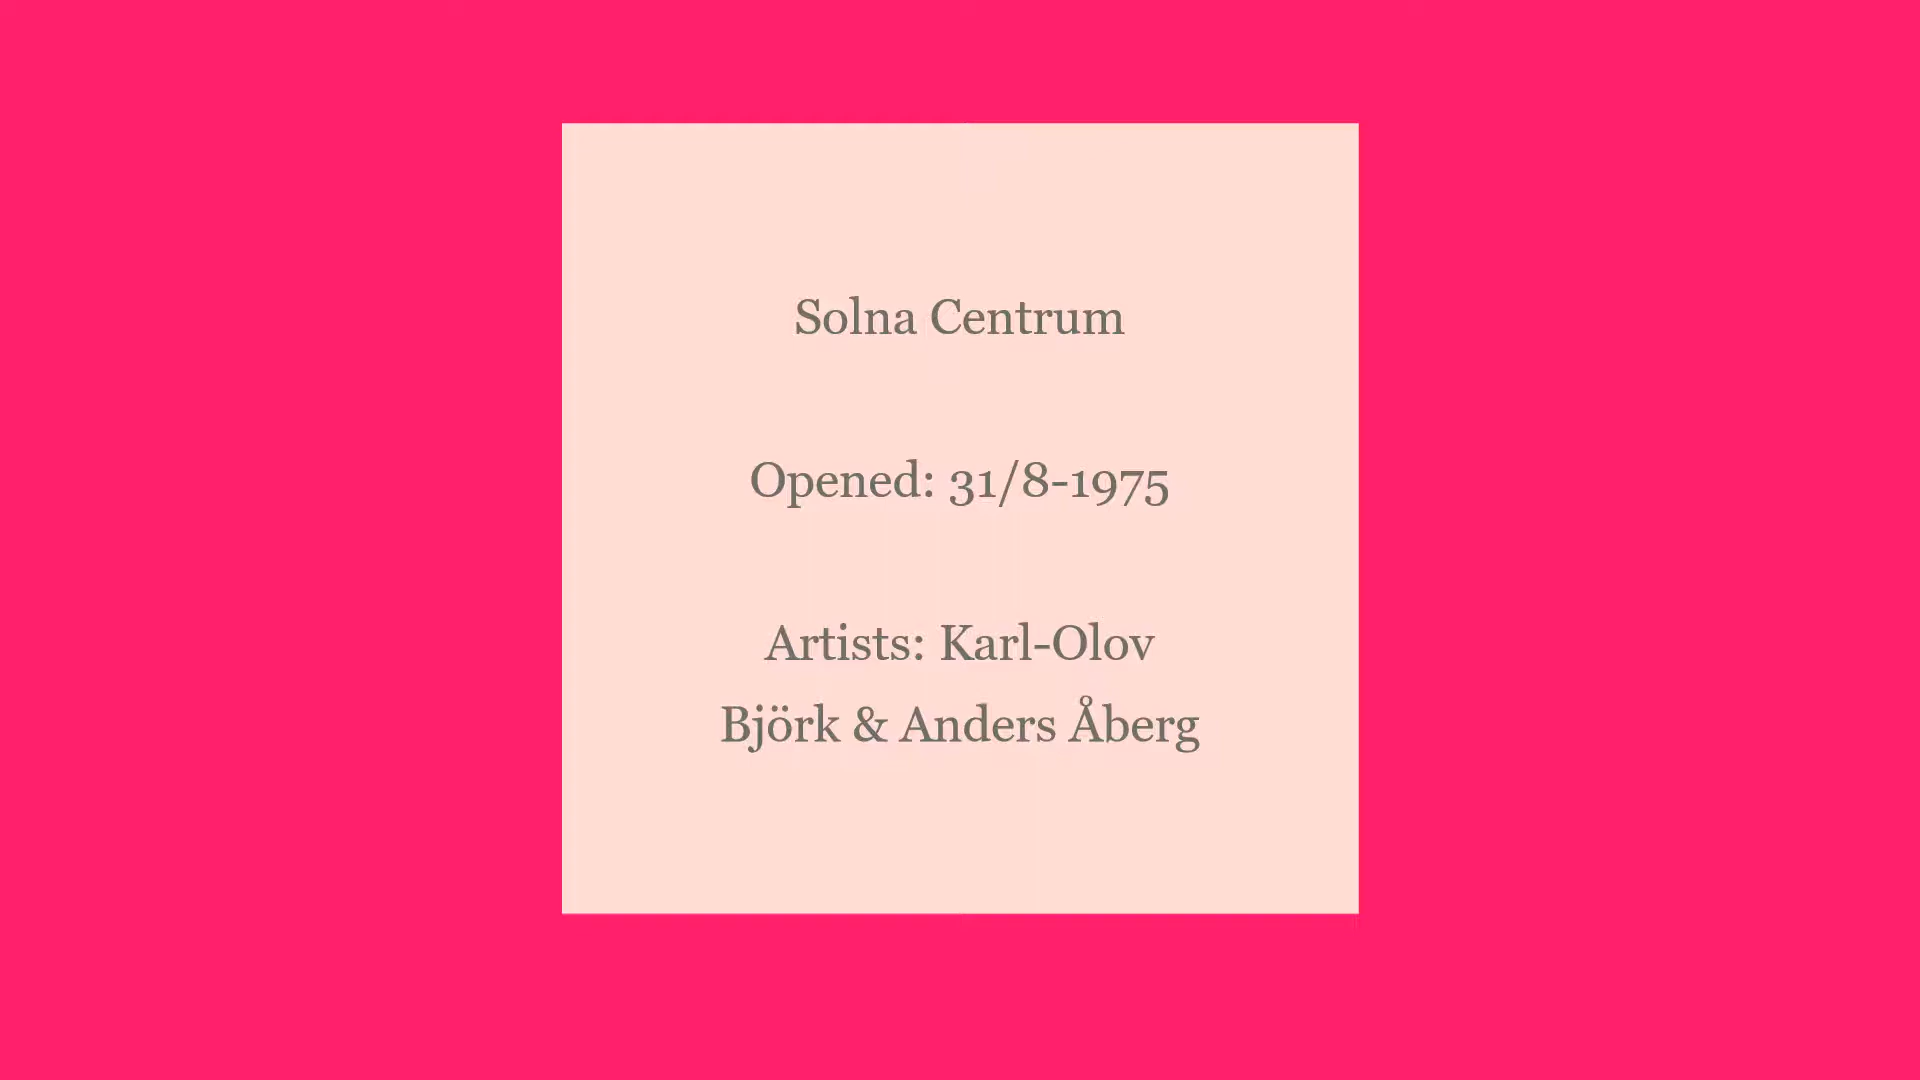 Solna Centrum
Opened: 31/8-1975
Artists: Karl-Olov
Björk & Anders Åberg